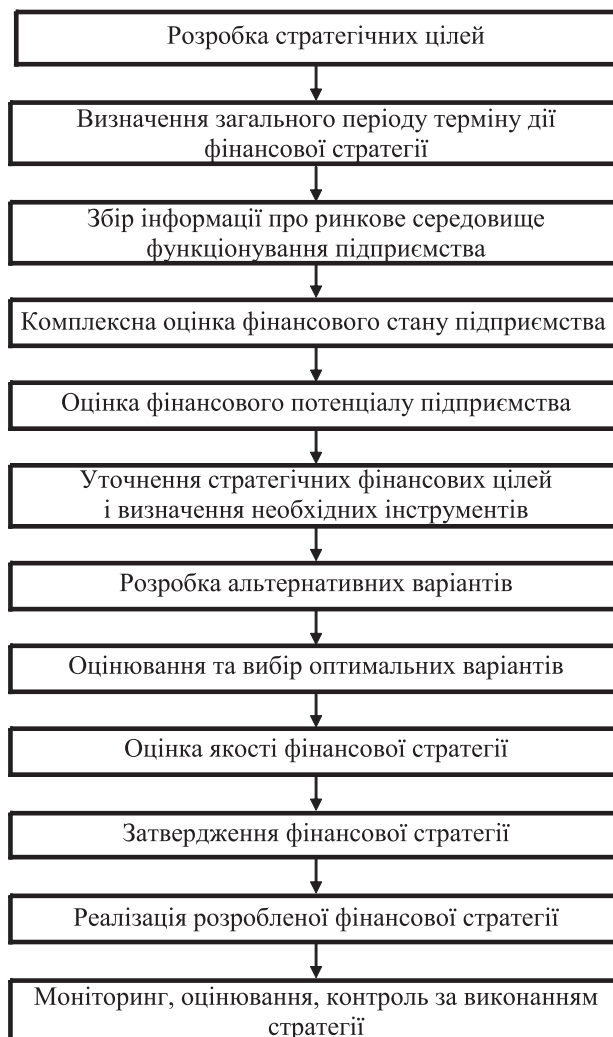 Розробка стратегічних цілей
Визначення загального періоду терміну дії
фінансової стратегії
Збір інформації про ринкове середовище
функціонування підприємства
Комплексна оцінка фінансового стану підприємства
Оцінка фінансового потенціалу підприємства
Уточнення стратегічних фінансових цілей
і визначення необхідних інструментів
Розробка альтернативних варіантів
Оцінювання та вибір оптимальних варіантів
Оцінка якості фінансової стратегії
Затвердження фінансової стратегії
Реалізація розробленої фінансової стратегії
Моніторинг, оцінювання, контроль за виконанням
стратегії